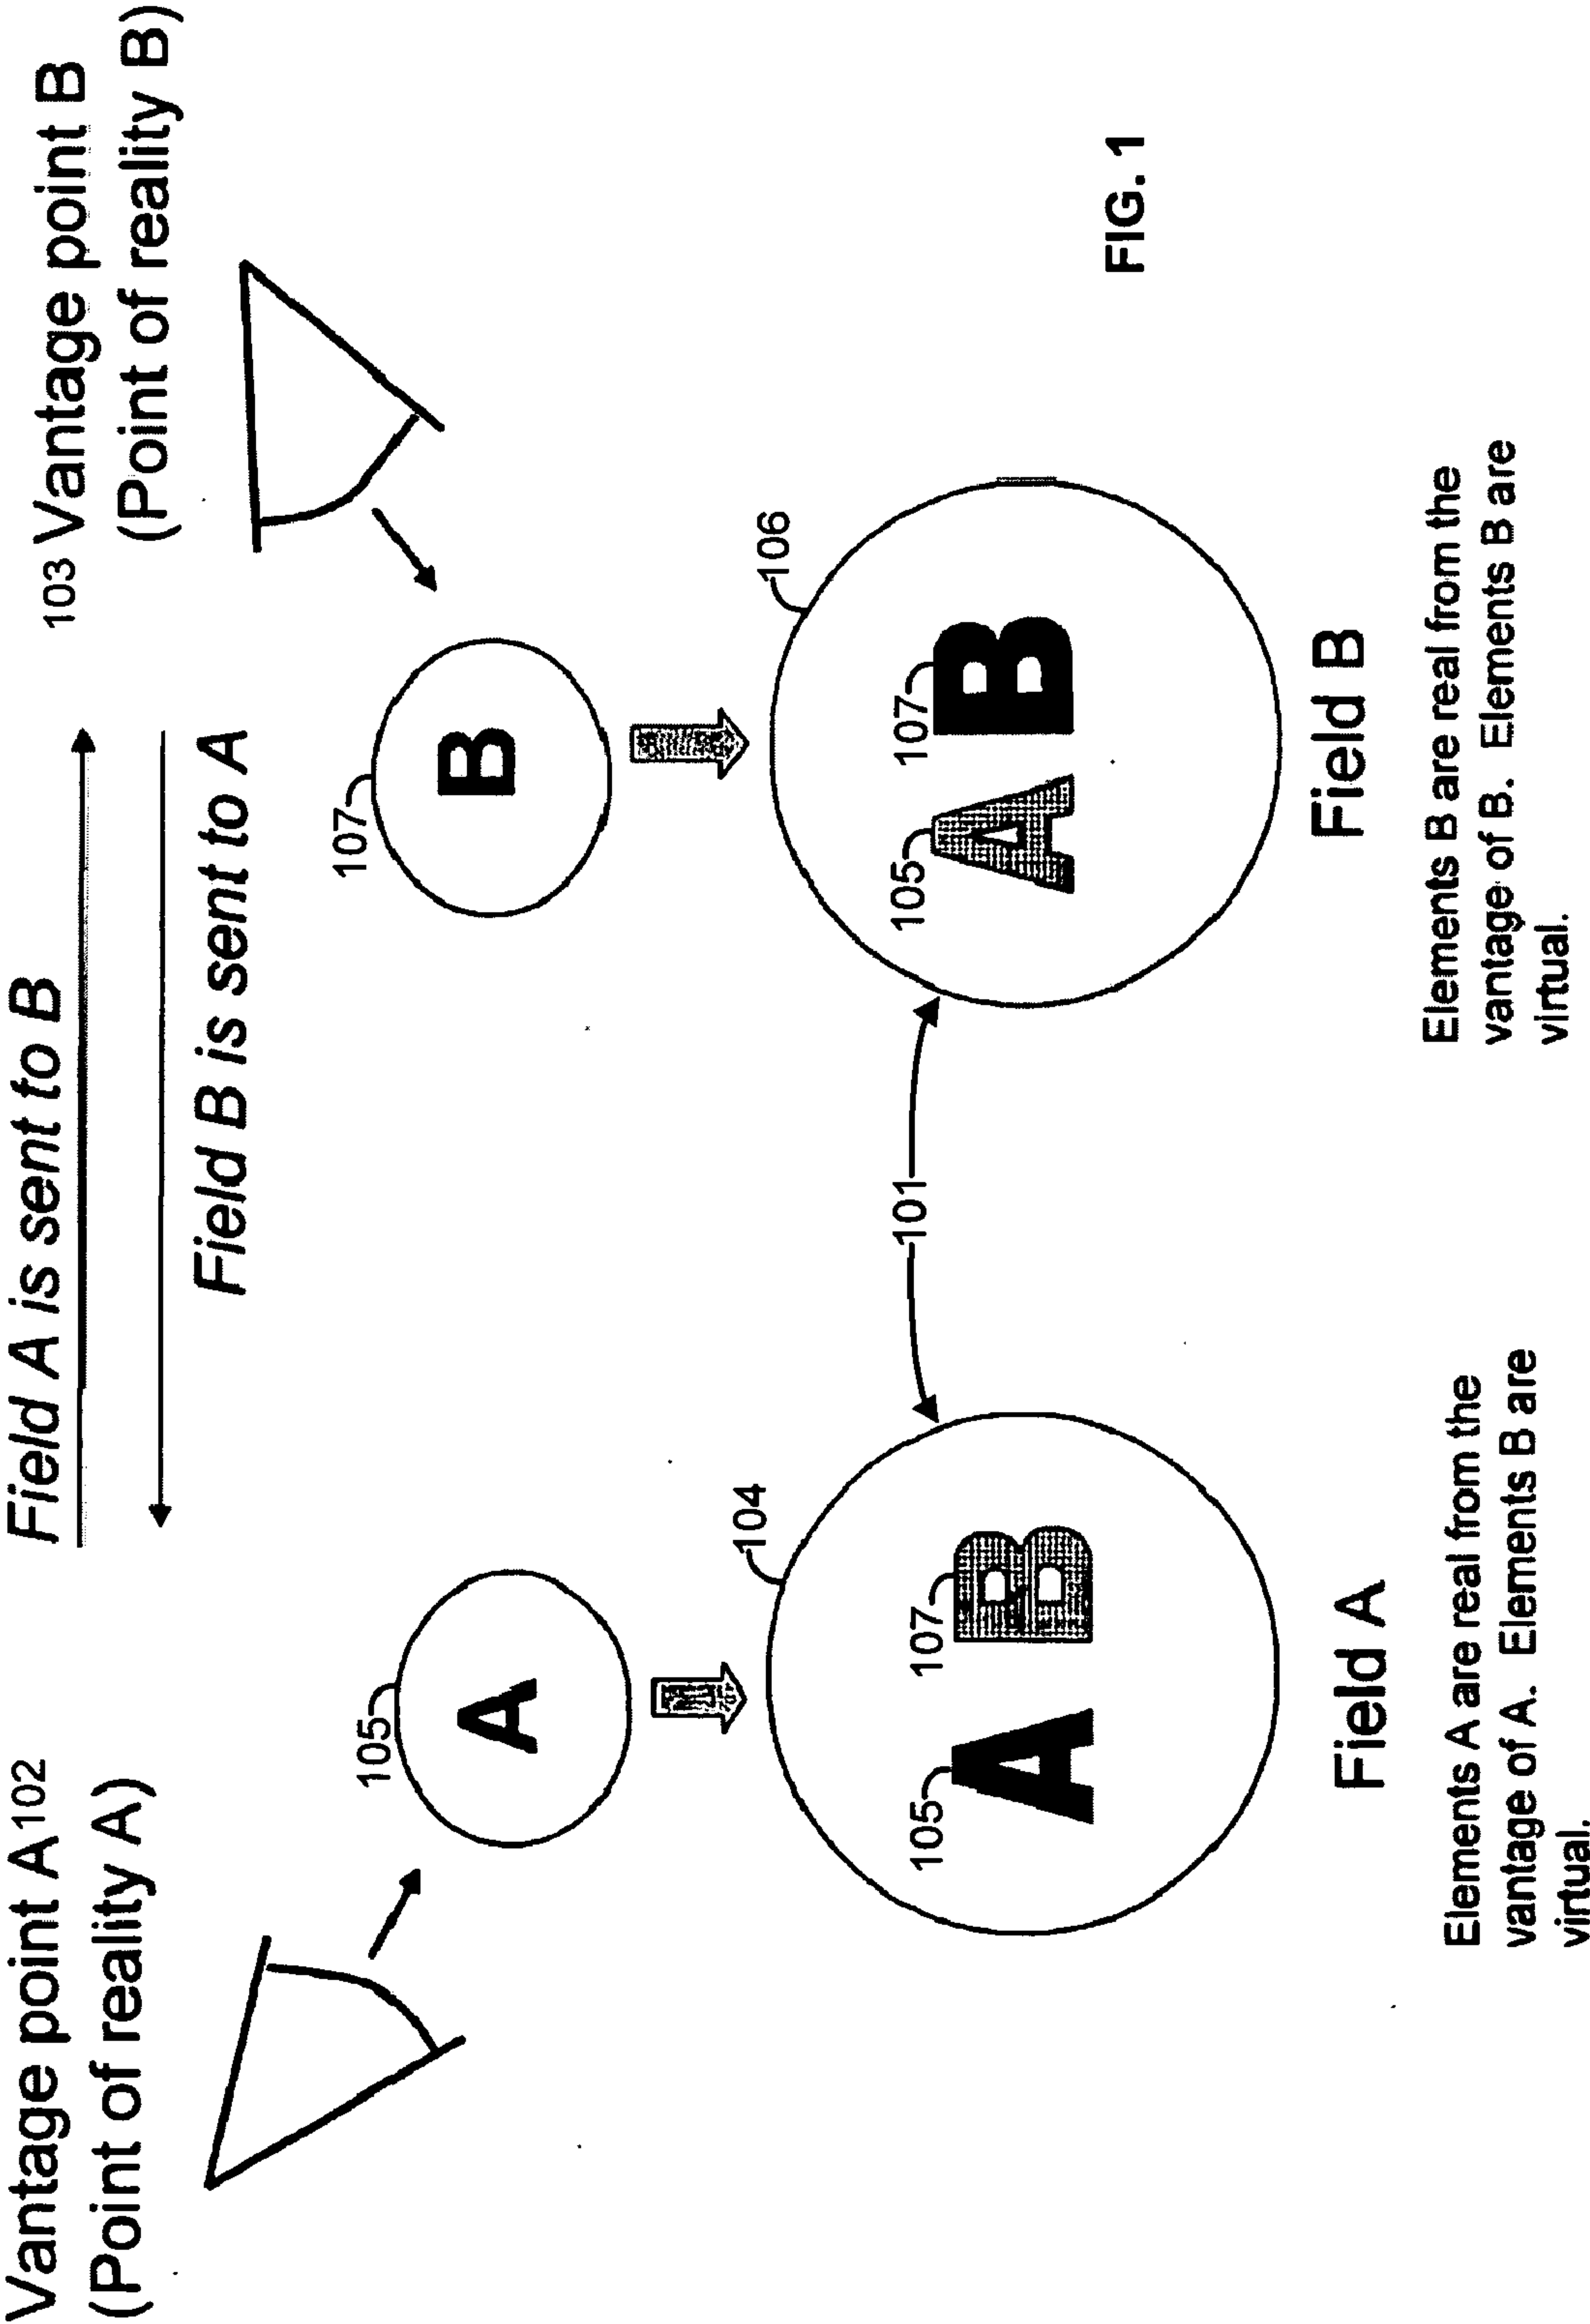 Vantage point A 102
(Point of reality A)
Field A is sent to B
Field B is sent to A
103 Vantage point B
(Point of reality B)
105
A
107
B
104
105
A
107
B
101
106
105
A
107
B
Field A
Field B
Elements A are real from the
vantage of A. Elements B are
virtual.
Elements B are real from the
vantage of B. Elements B are
virtual.
FIG. 1